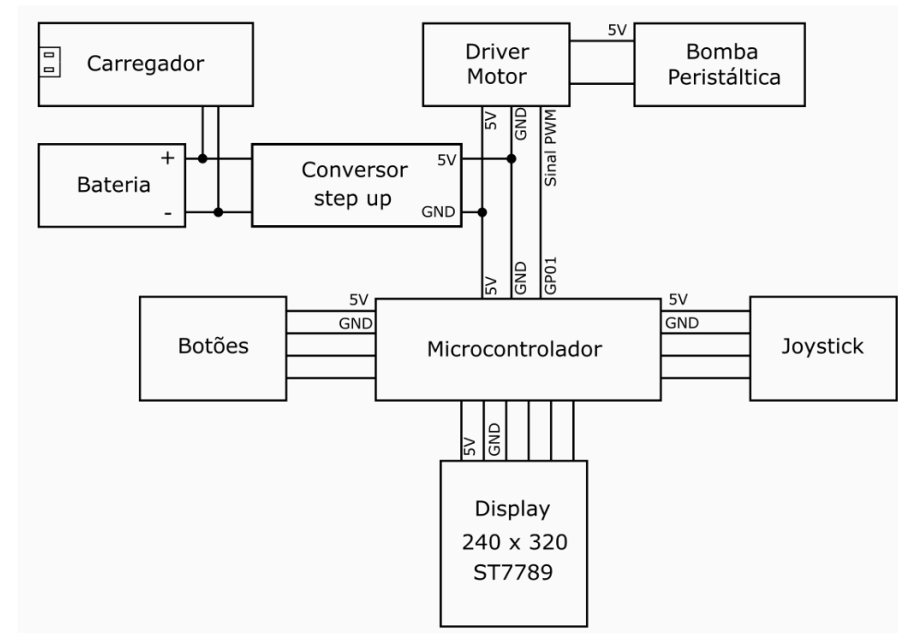 Carregador
Driver
Motor
5V
Bomba
Peristáltica
5V
GND
Sinal PWM
Bateria
+
-
Conversor
step up
5V
GND
5V
GND
GP01
Botões
5V
GND
Microcontrolador
5V
GND
Joystick
5V
GND
Display
240 x 320
ST7789